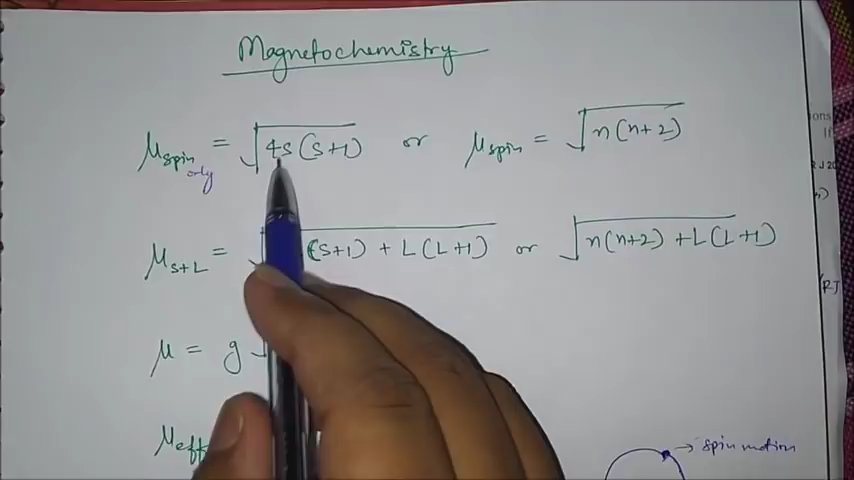 Magnetochemistry
μspin only = √4s(s+1) or μspin = √n(n+2)
μS+L = √ (s+1) + L(L+1) or √n(n+2) + L(L+1)
μ = g √
μeff
→ spin motion